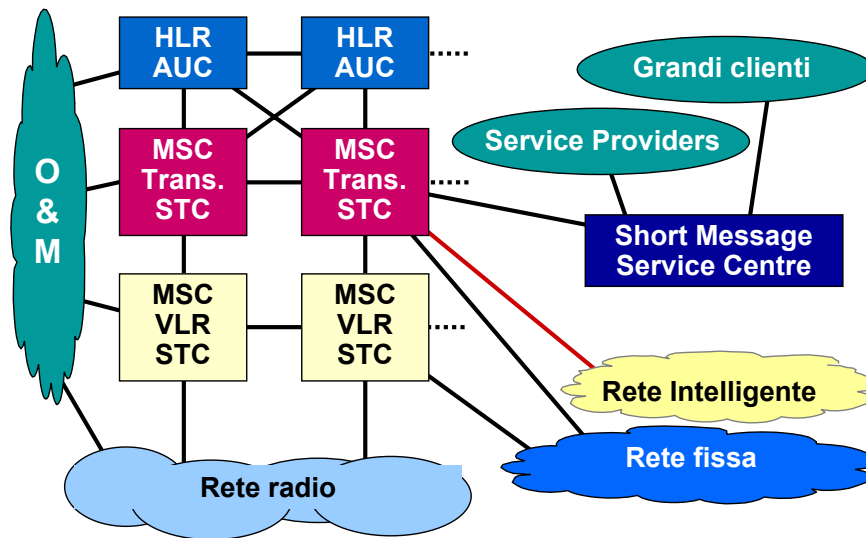 HLR
AUC
HLR
AUC
Grandi clienti
Service Providers
O
&
M
MSC
Trans.
STC
MSC
Trans.
STC
Short Message
Service Centre
MSC
VLR
STC
MSC
VLR
STC
Rete Intelligente
Rete fissa
Rete radio